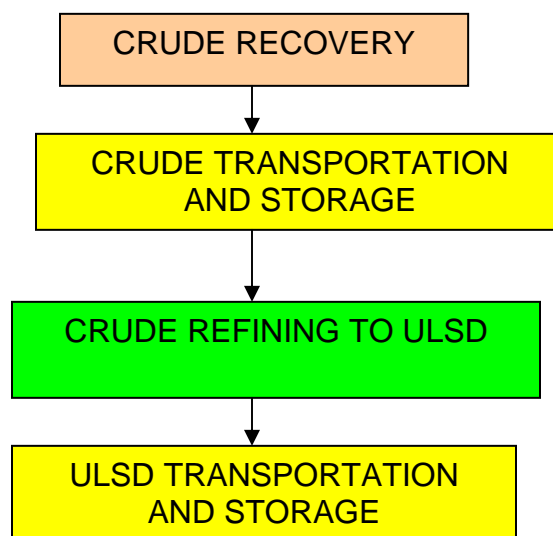 CRUDE RECOVERY
CRUDE TRANSPORTATION
AND STORAGE
CRUDE REFINING TO ULSD
ULSD TRANSPORTATION
AND STORAGE